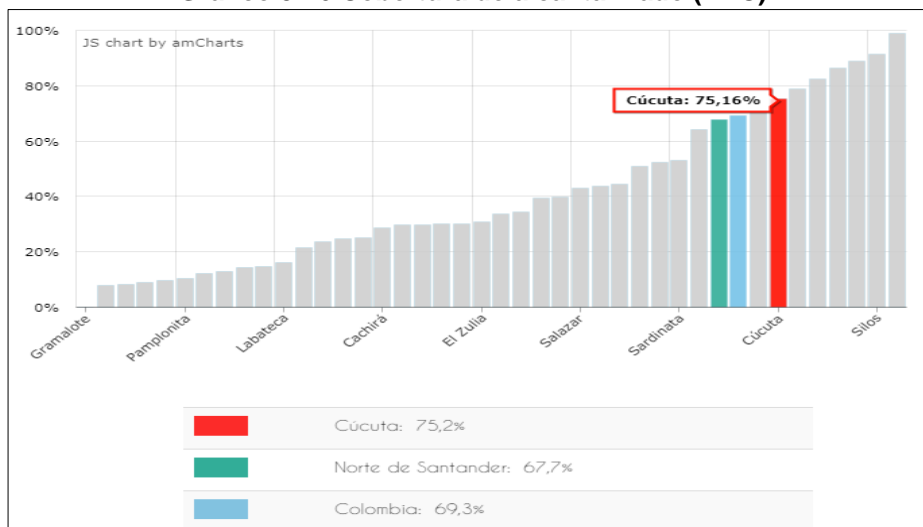 100%
JS chart by amCharts
80%
Cúcuta: 75,16%
60%
40%
20%
0%
Gramalote
Pamplonita
Labateca
Cachirá
El Zulia
Salazar
Sardinata
Cúcuta
Silos
Cúcuta: 75,2%
Norte de Santander: 67,7%
Colombia: 69,3%